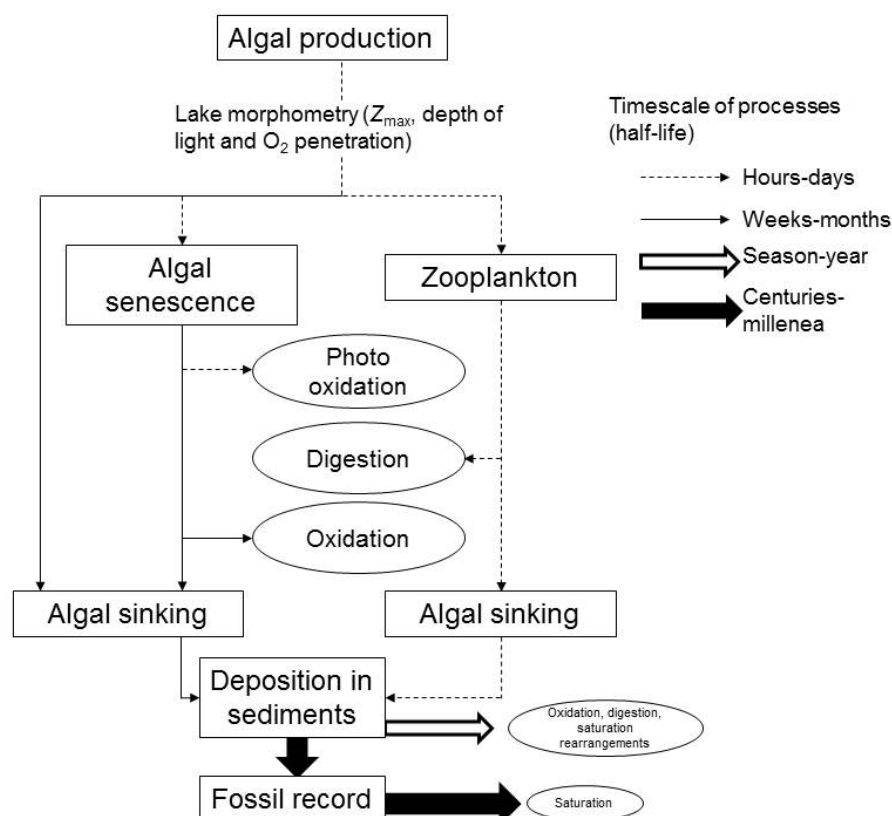 Algal production
Lake morphometry (Zmax, depth of
light and O2 penetration)
Timescale of processes
(half-life)
Hours-days
Weeks-months
Season-year
Centuries-
millenea
Algal
senescence
Zooplankton
Photo
oxidation
Digestion
Oxidation
Algal sinking
Algal sinking
Deposition in
sediments
Oxidation, digestion,
saturation
rearrangements
Fossil record
Saturation